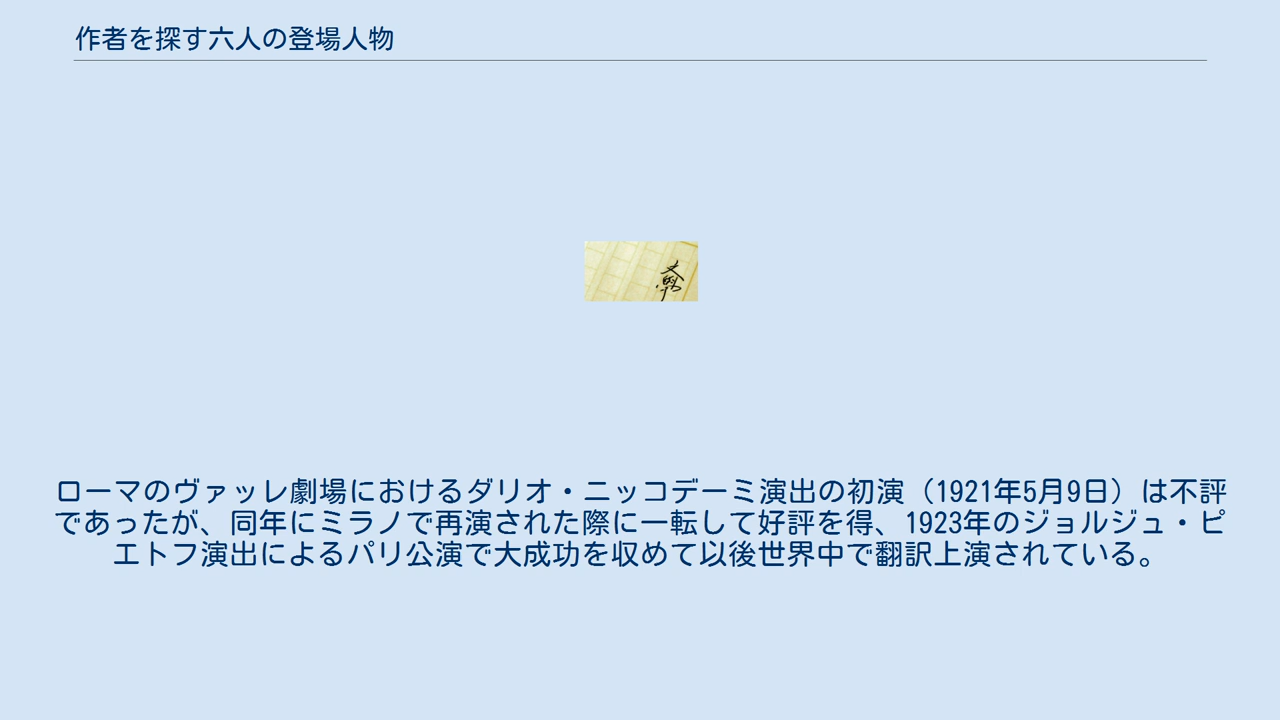 作者を探す六人の登場人物
ローマのヴァッレ劇場におけるダリオ・ニッコデーミ演出の初演（1921年5月9日）は不評
であったが、同年にミラノで再演された際に一転して好評を得、1923年のジョルジュ・ピ
エトフ演出によるパリ公演で大成功を収めて以後世界中で翻訳上演されている。